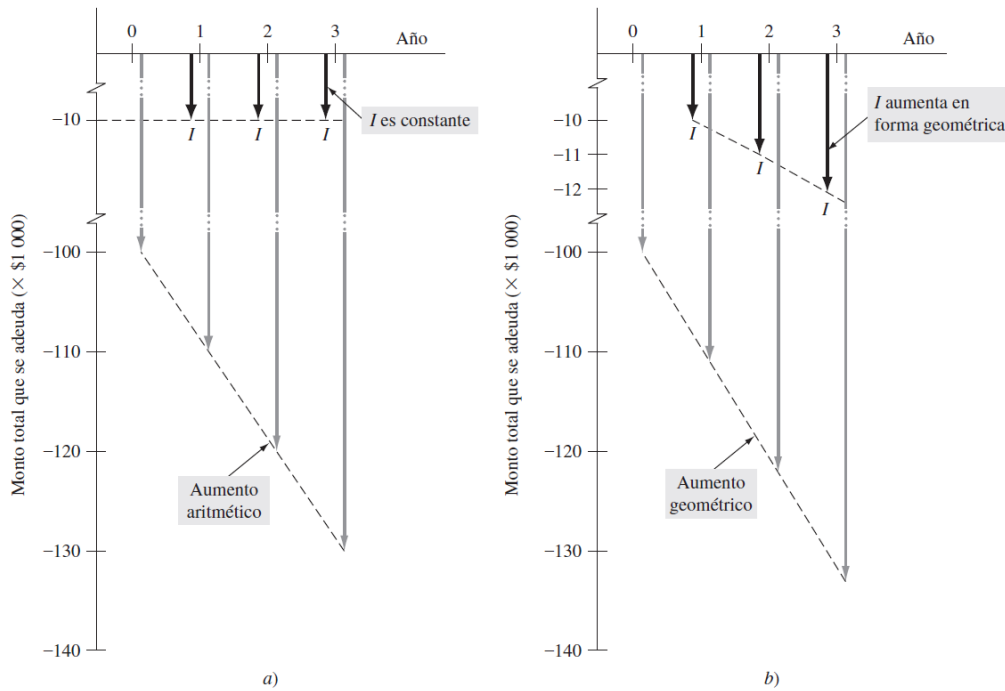 0
1
2
3
Año
−10
I
I
I
I es constante
Monto total que se adeuda (× $1 000)
−100
−110
−120
−130
−140
Aumento
aritmético
a)
0
1
2
3
Año
−10
−11
−12
I
I
I
I aumenta en
forma geométrica
Monto total que se adeuda (× $1 000)
−100
−110
−120
−130
−140
Aumento
geométrico
b)